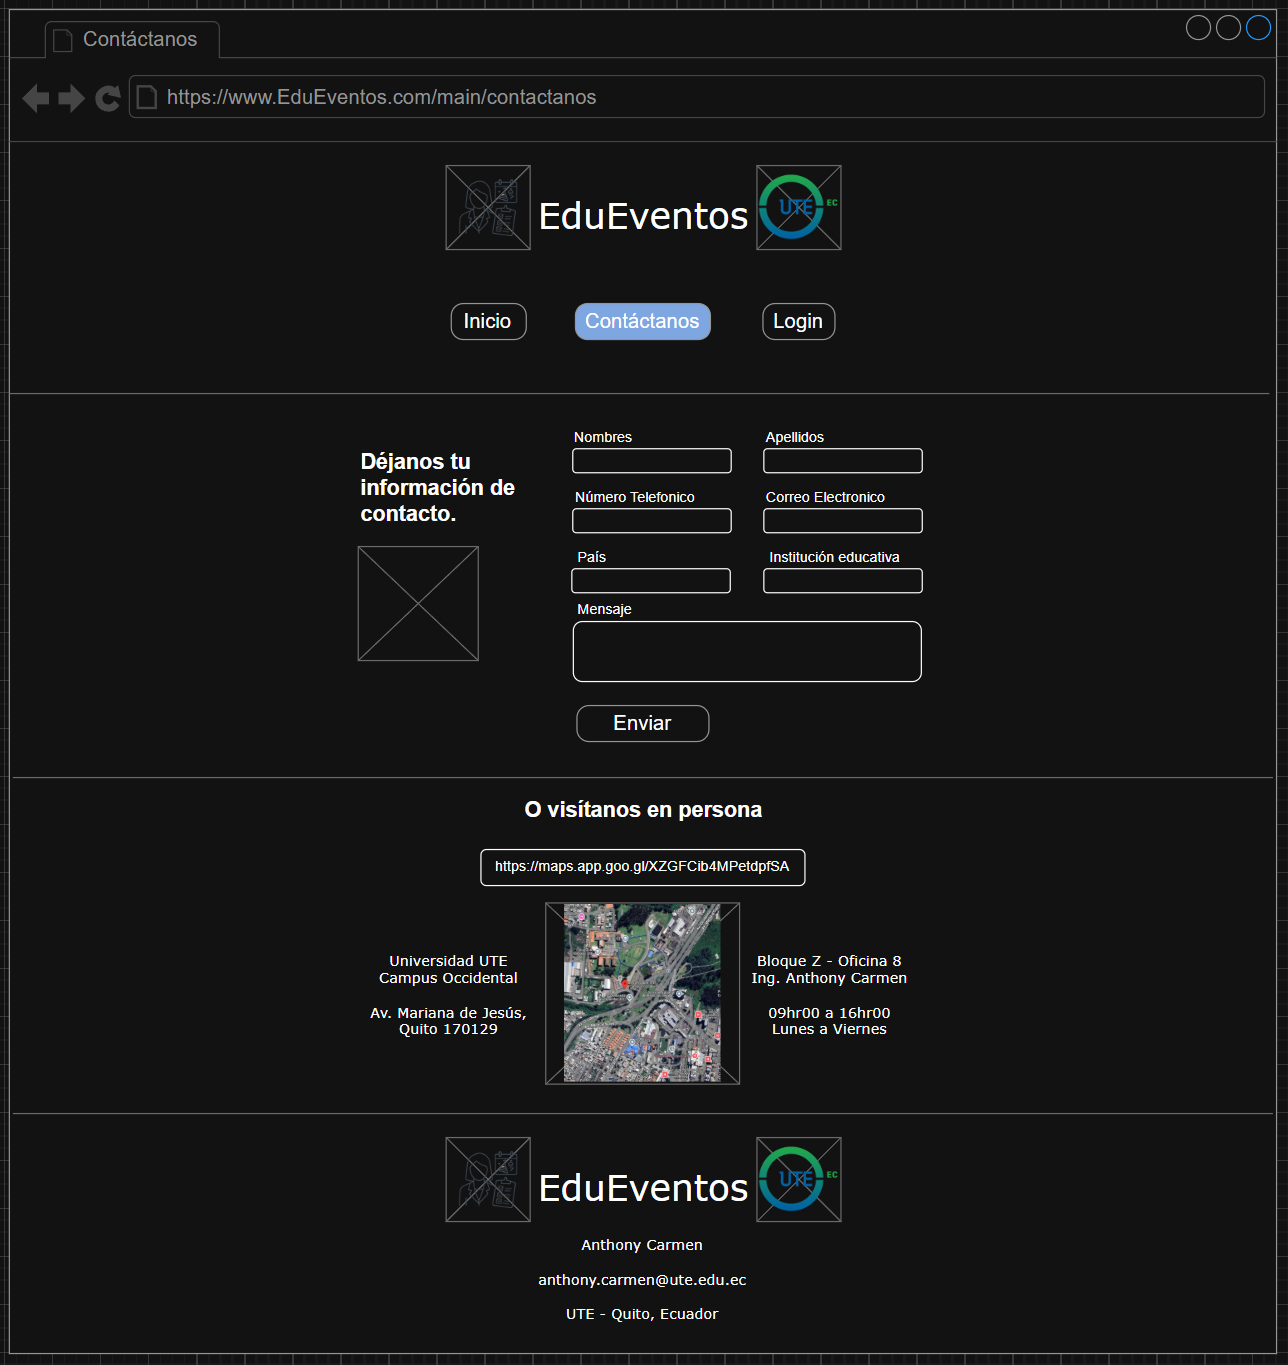 Contáctanos
https://www.EduEventos.com/main/contactanos
EduEventos
UTE
EC
Inicio
Contáctanos
Login
Déjanos tu
información de
contacto.
Nombres
Apellidos
Número Telefonico
Correo Electronico
País
Institución educativa
Mensaje
Enviar
O visítanos en persona
https://maps.app.goo.gl/XZGFCib4MPetdpfSA
Universidad UTE
Campus Occidental
Av. Mariana de Jesús,
Quito 170129
Bloque Z - Oficina 8
Ing. Anthony Carmen
09hr00 a 16hr00
Lunes a Viernes
EduEventos
UTE
EC
Anthony Carmen
anthony.carmen@ute.edu.ec
UTE - Quito, Ecuador